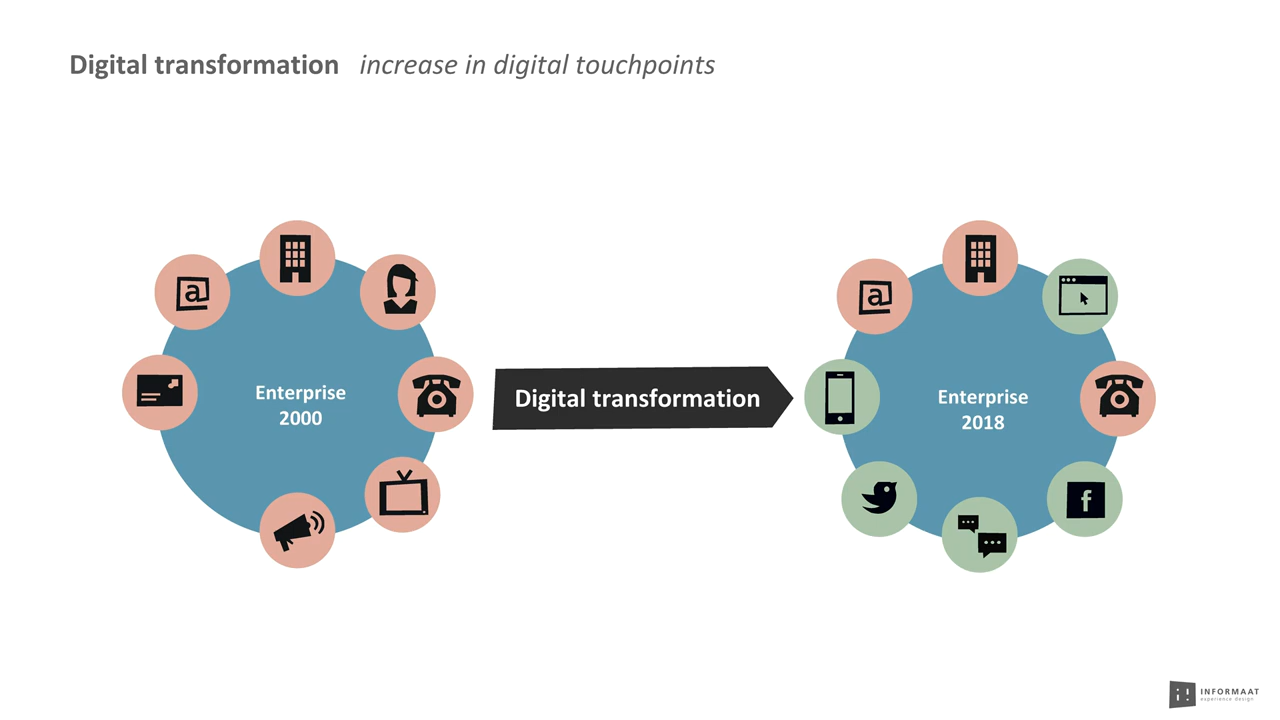 Digital transformation increase in digital touchpoints
Enterprise
2000
Digital transformation
Enterprise
2018
a
a
f
i!
INFORMAAT
experience design